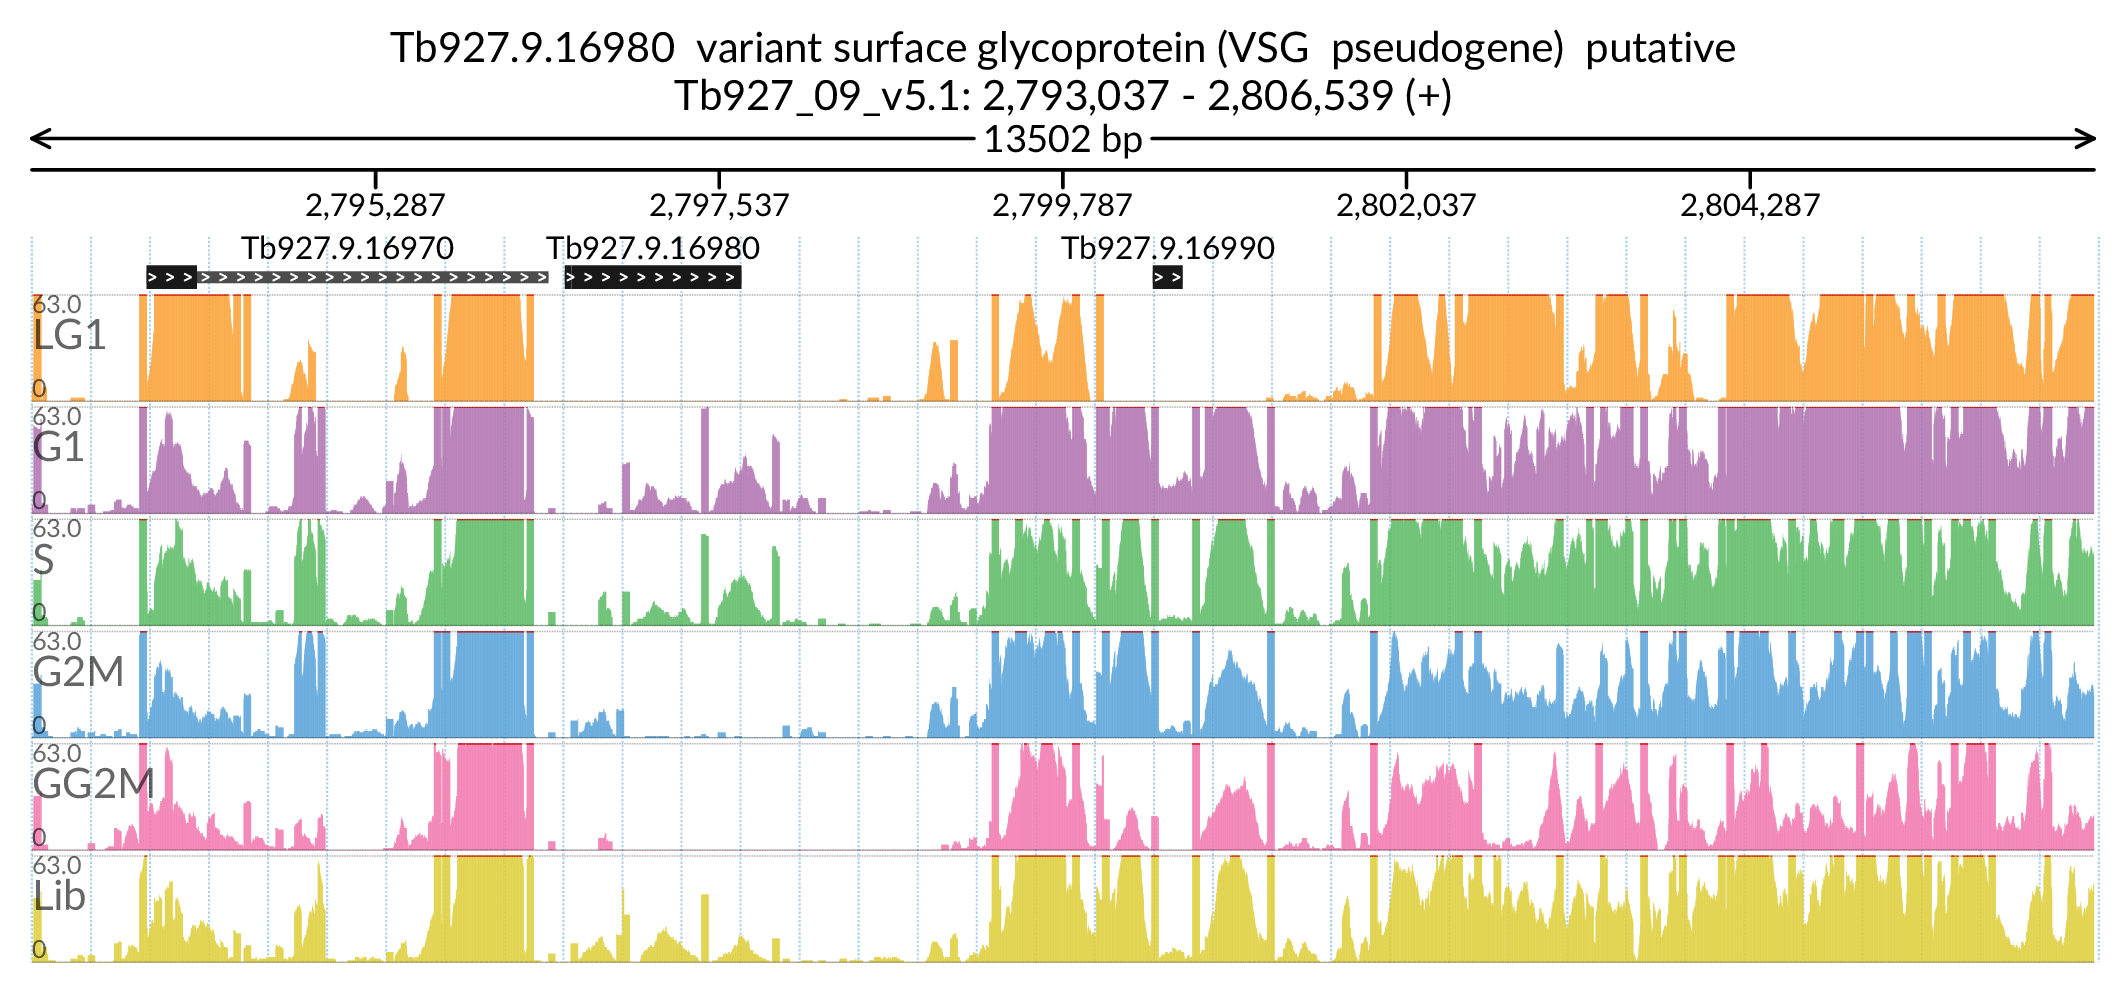 Tb927.9.16980 variant surface glycoprotein (VSG pseudogene) putative
Tb927_09_v5.1: 2,793,037 - 2,806,539 (+)
13502 bp
2,795,287 2,797,537 2,799,787 2,802,037 2,804,287
Tb927.9.16970 Tb927.9.16980 Tb927.9.16990
63.0
LG1
0
63.0
G1
0
63.0
S
0
63.0
G2M
0
63.0
GG2M
0
63.0
Lib
0